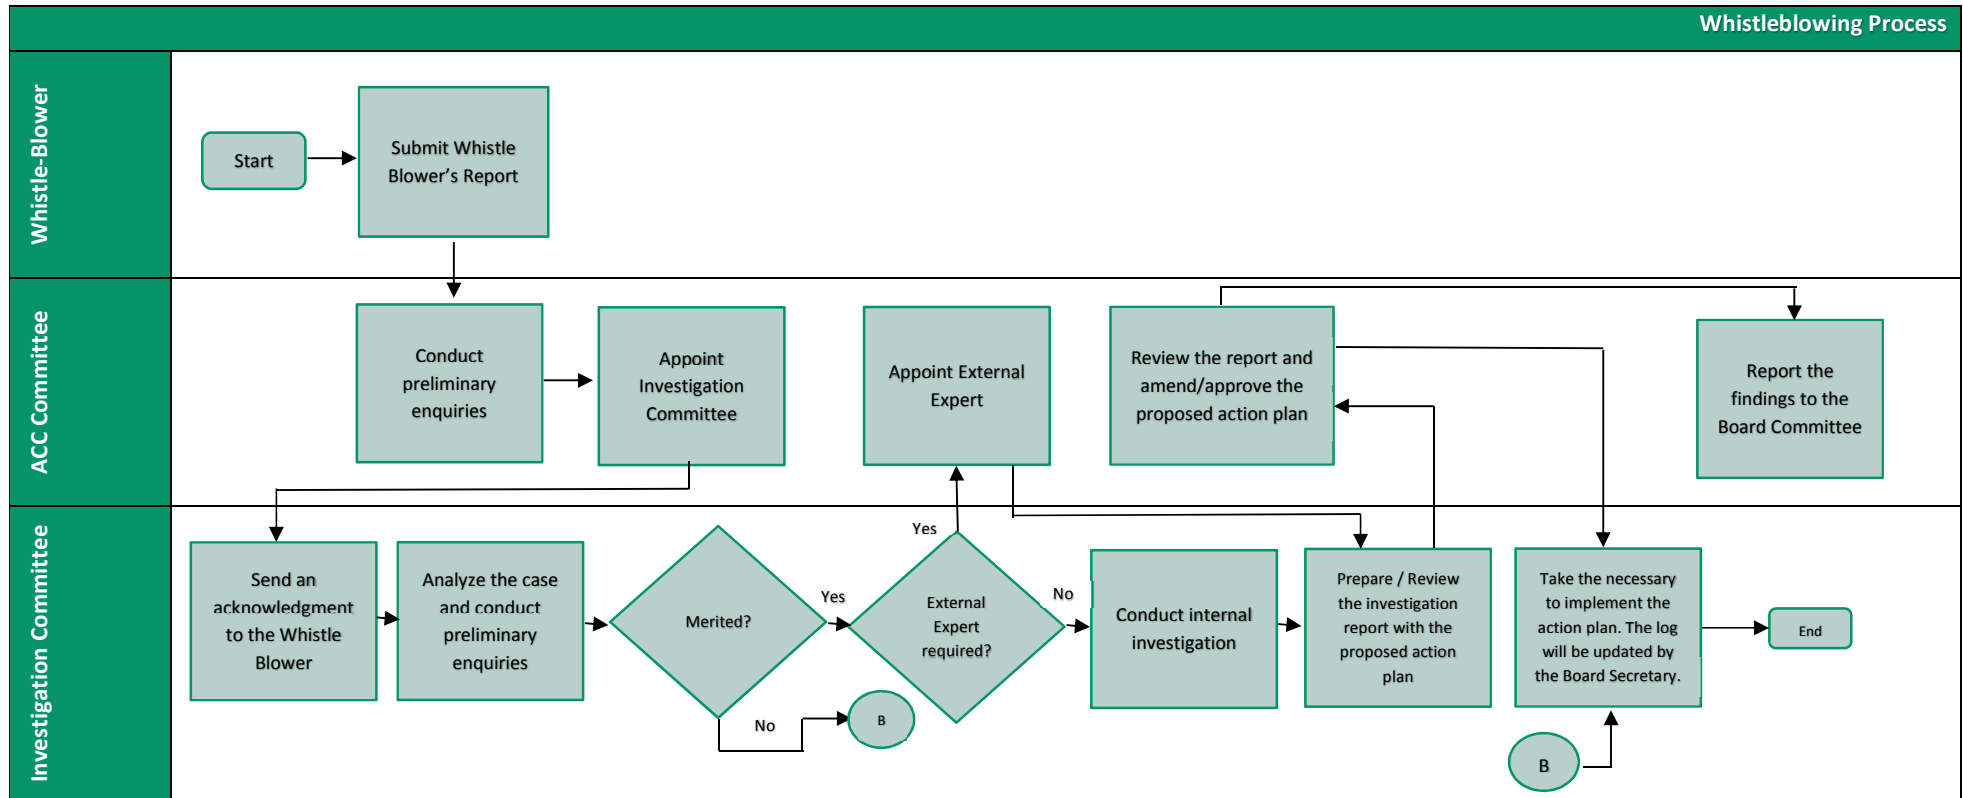 Whistleblowing Process
Whistle-Blower
Start
Submit Whistle
Blower's Report
ACC Committee
Conduct
preliminary
enquiries
Appoint
Investigation
Committee
Appoint External
Expert
Review the report and
amend/approve the
proposed action plan
Report the
findings to the
Board Committee
Investigation Committee
Send an
acknowledgment
to the Whistle
Blower
Analyze the case
and conduct
preliminary
enquiries
Merited?
Yes
No
B
Yes
External
Expert
required?
No
Conduct internal
investigation
Prepare / Review
the investigation
report with the
proposed action
plan
Take the necessary
to implement the
action plan. The log
will be updated by
the Board Secretary.
B
End